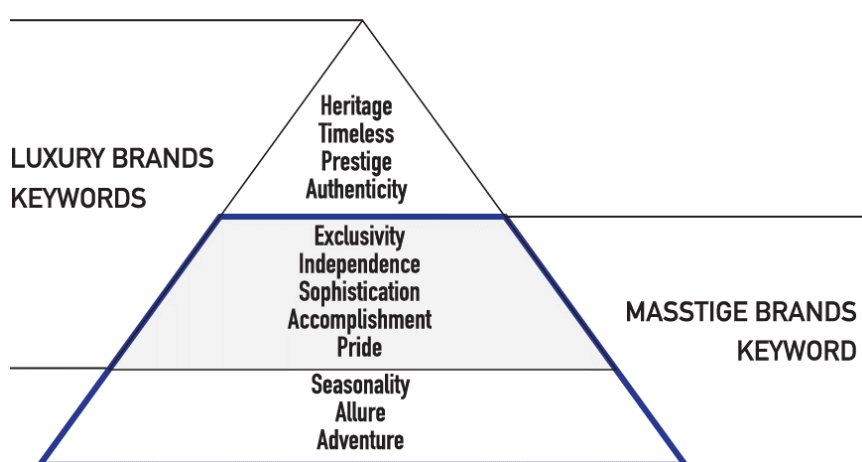 Heritage
Timeless
Prestige
Authenticity
LUXURY BRANDS
KEYWORDS
Exclusivity
Independence
Sophistication
Accomplishment
Pride
MASSTIGE BRANDS
KEYWORD
Seasonality
Allure
Adventure